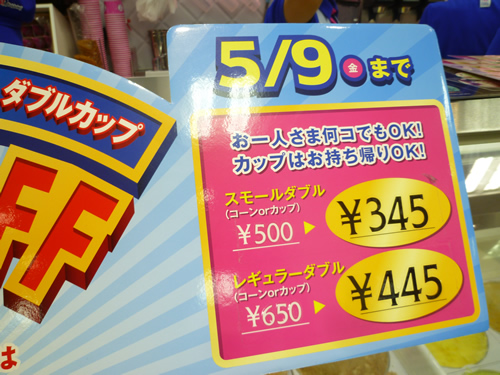 5/9 金 まで
ダブルカップ
FF
お一人さま何コでもOK!
カップはお持ち帰りOK!
スモールダブル
(コーンorカップ)
¥500 ▶ ¥345
レギュラーダブル
(コーンorカップ)
¥650 ▶ ¥445
は